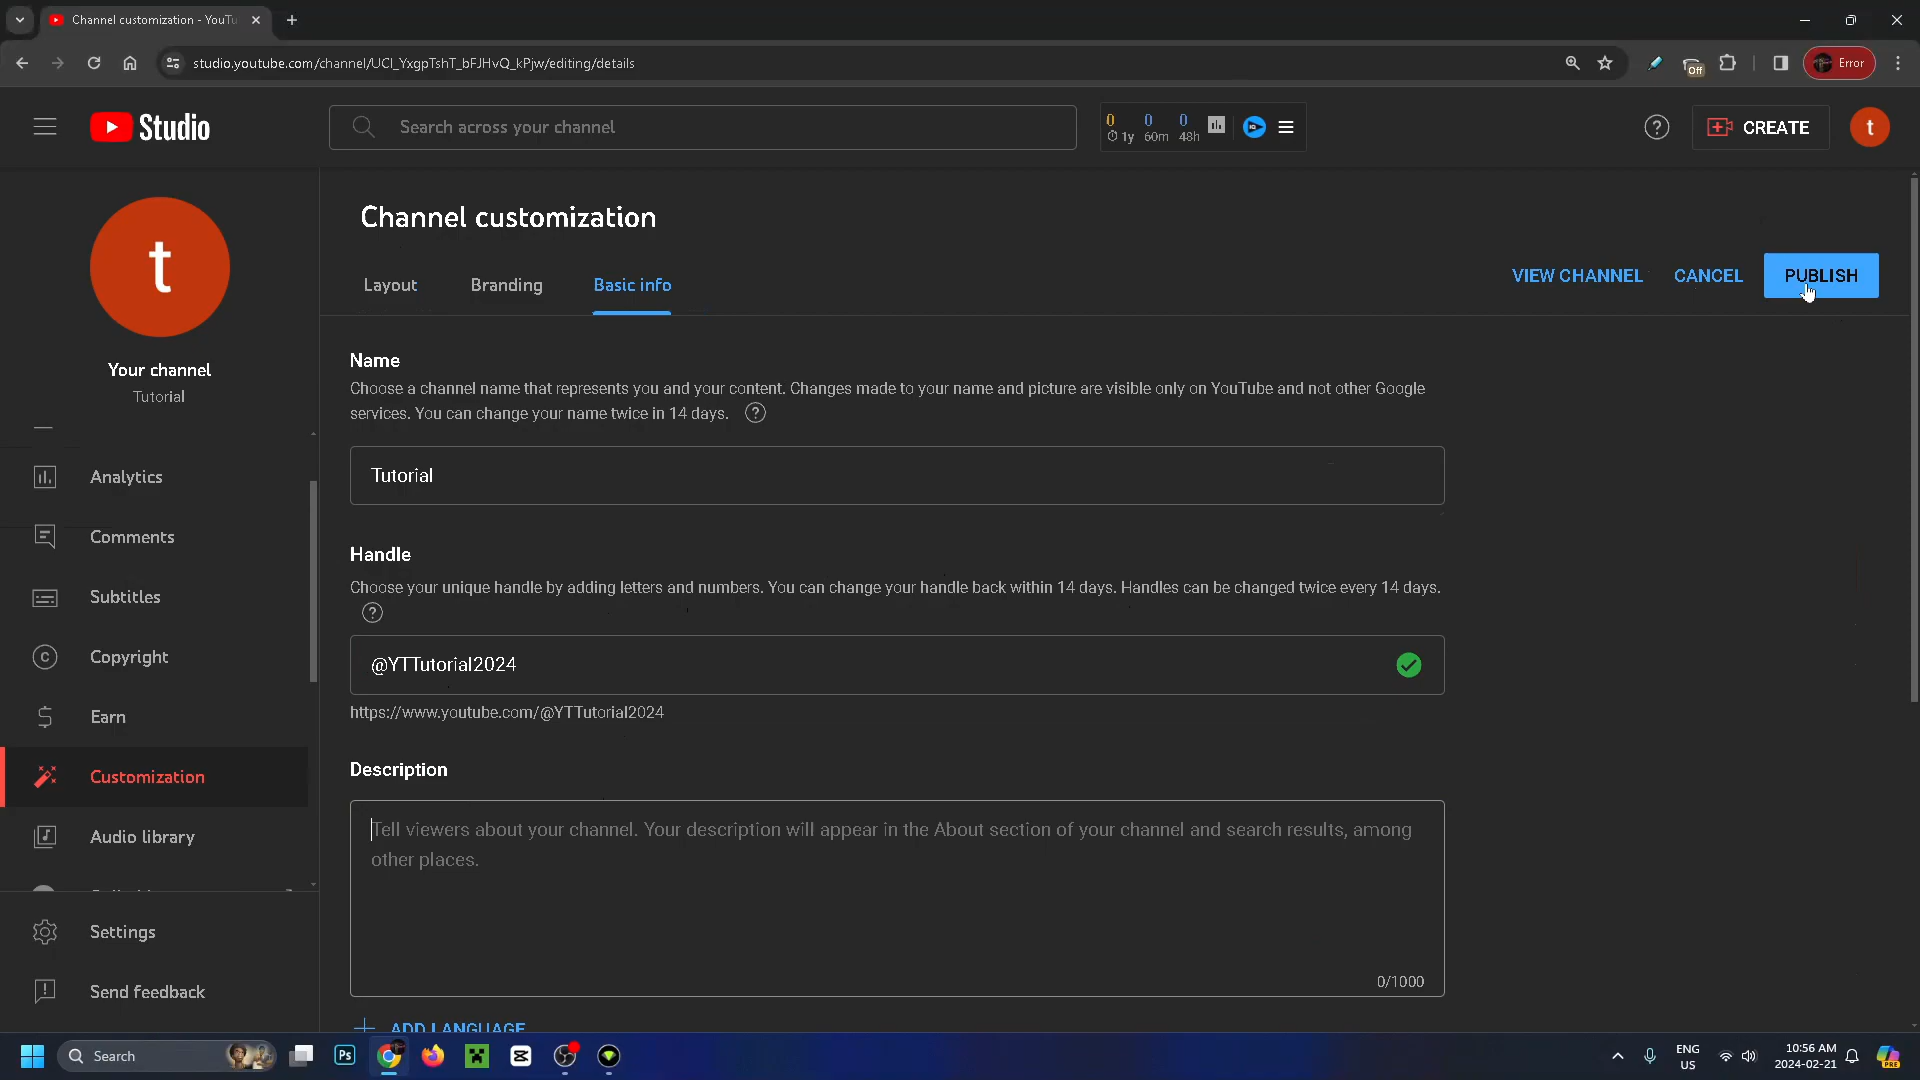 Channel customization - YouTu
studio.youtube.com/channel/UCI_YxgpTshT_bFJHvQ_kPjw/editing/details
Off
Error
Studio
Search across your channel
0 0 0
1y 60m 48h
CREATE
t
t
Your channel
Tutorial
Analytics
Comments
Subtitles
Copyright
Earn
Customization
Audio library
Settings
Send feedback
Channel customization
Layout Branding Basic info
VIEW CHANNEL CANCEL PUBLISH
Name
Choose a channel name that represents you and your content. Changes made to your name and picture are visible only on YouTube and not other Google
services. You can change your name twice in 14 days.
Tutorial
Handle
Choose your unique handle by adding letters and numbers. You can change your handle back within 14 days. Handles can be changed twice every 14 days.
@YTTutorial2024
https://www.youtube.com/@YTTutorial2024
Description
Tell viewers about your channel. Your description will appear in the About section of your channel and search results, among
other places.
0/1000
ADD LANGUAGE
Search
Ps
ENG
US
10:56 AM
2024-02-21
PRE